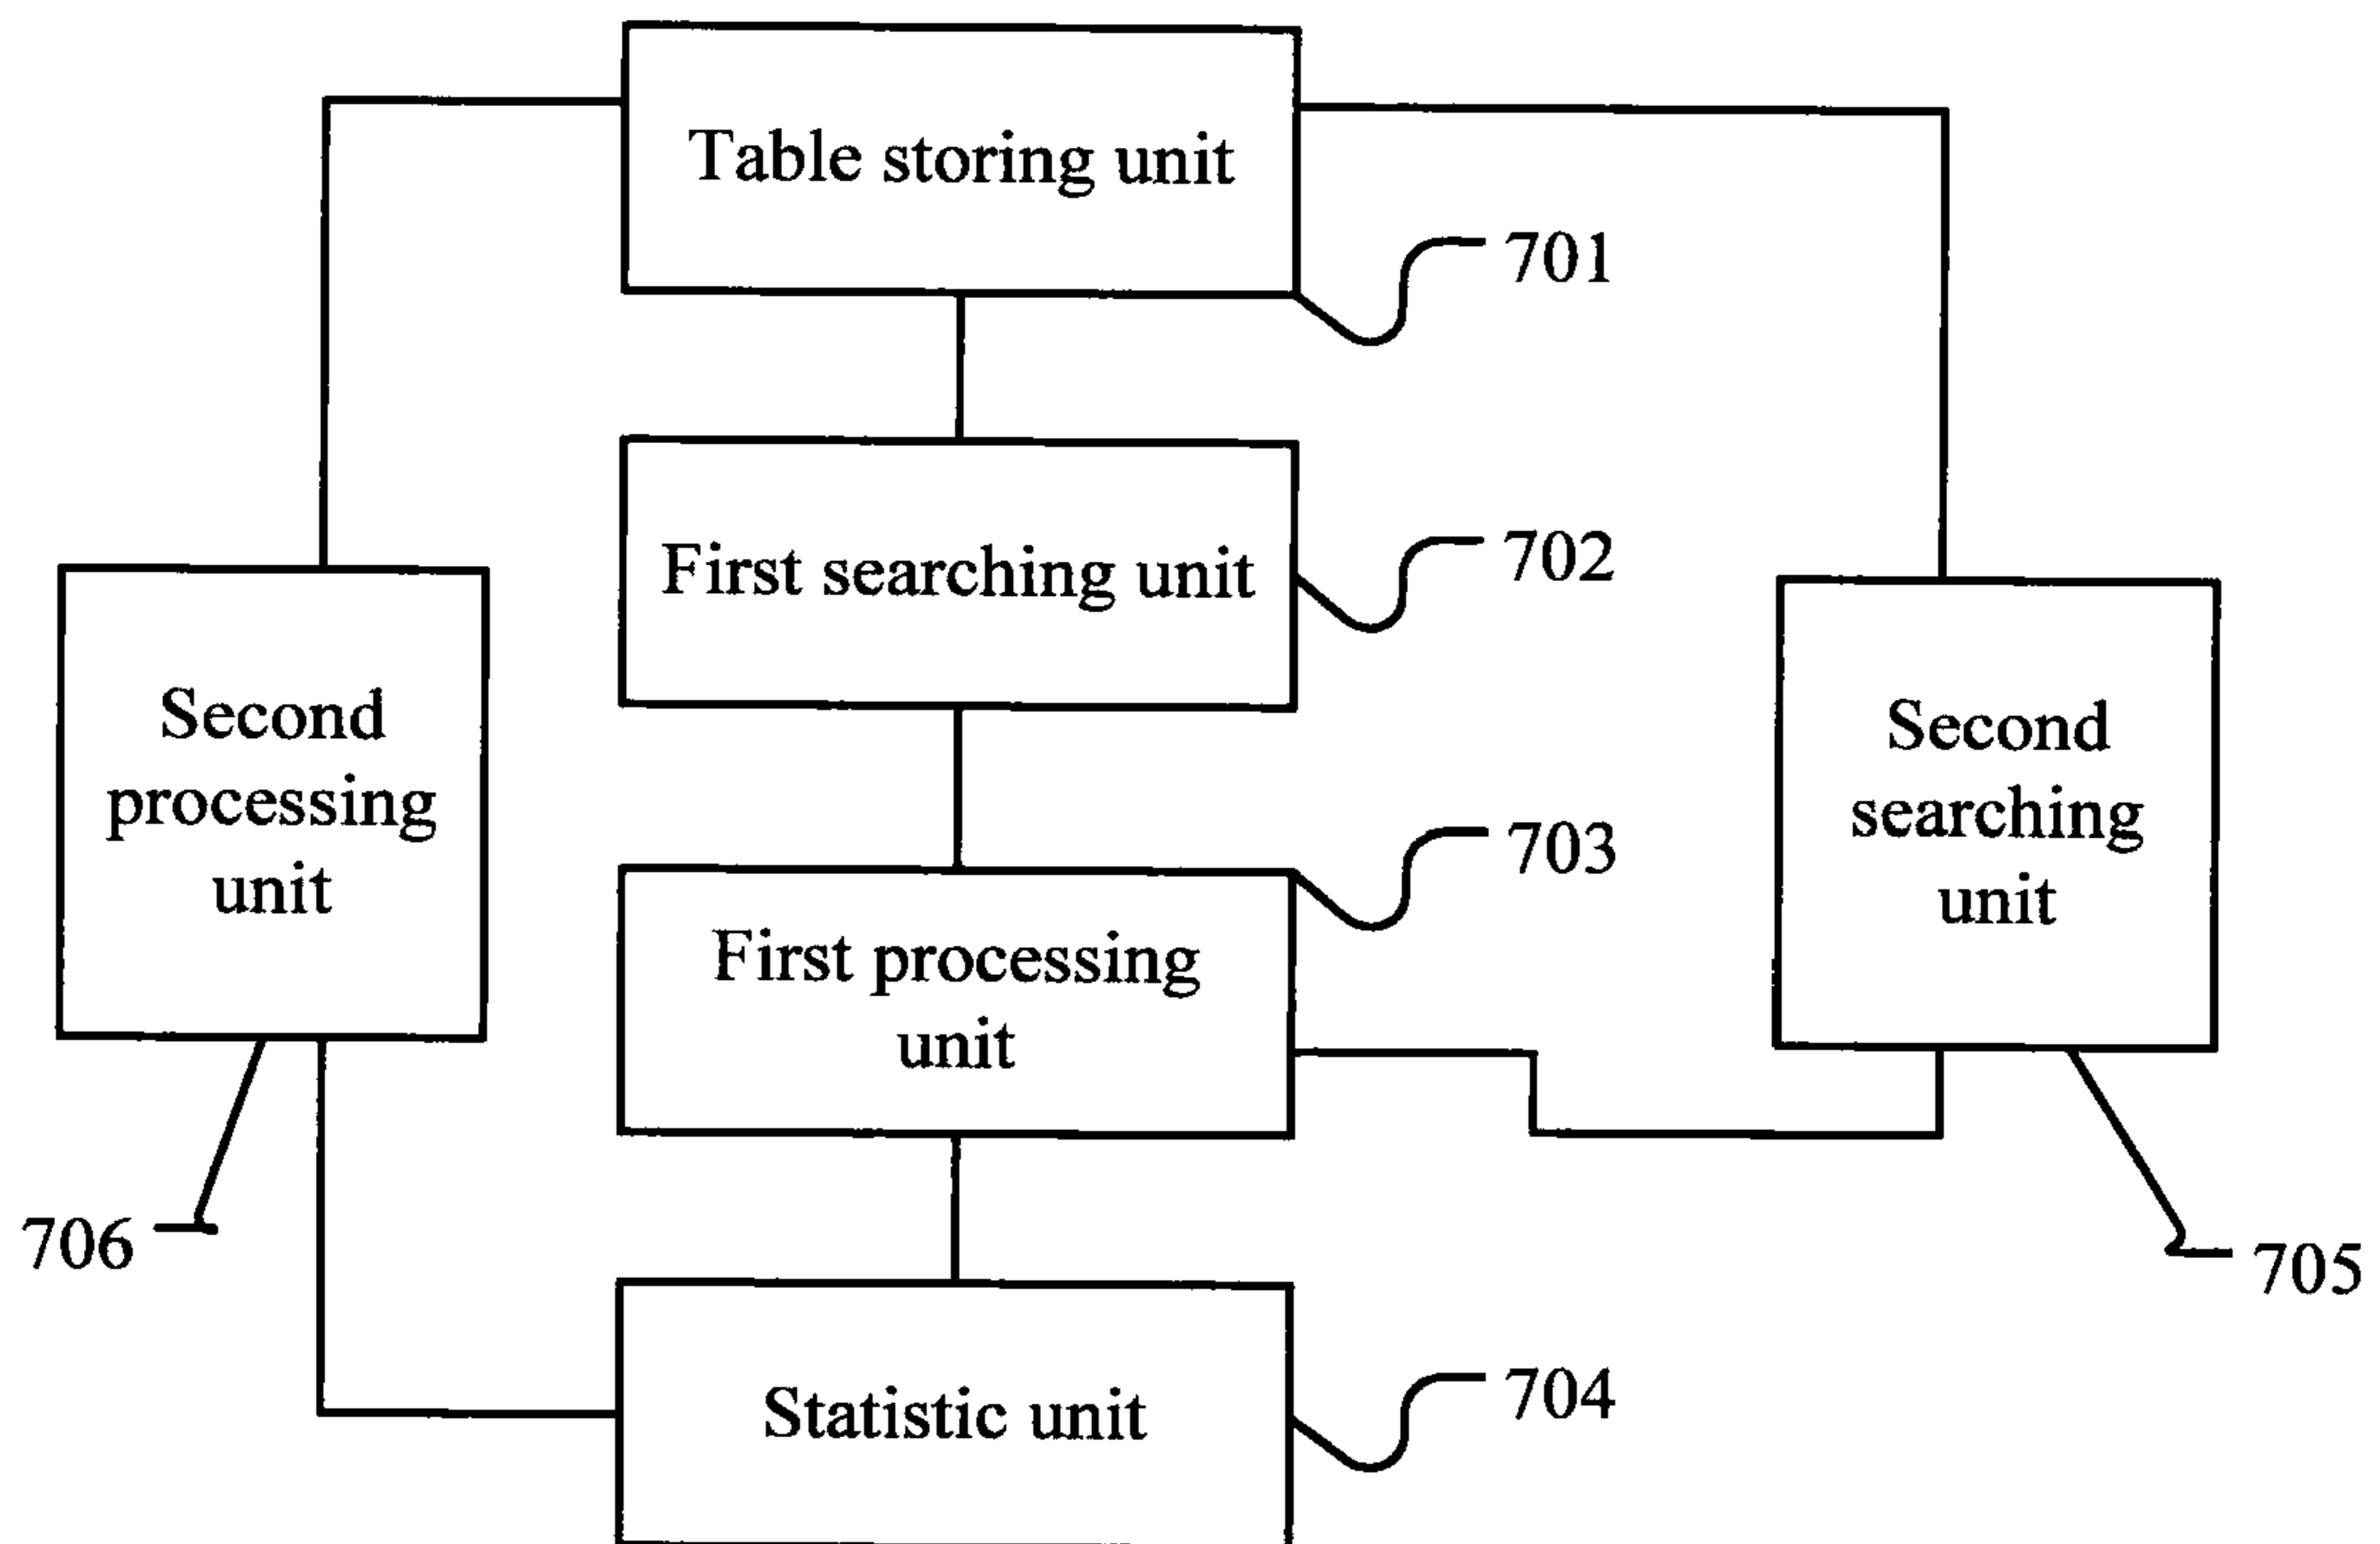 Table storing unit
701
First searching unit
702
Second
processing
unit
Second
searching
unit
703
First processing
unit
706
705
Statistic unit
704